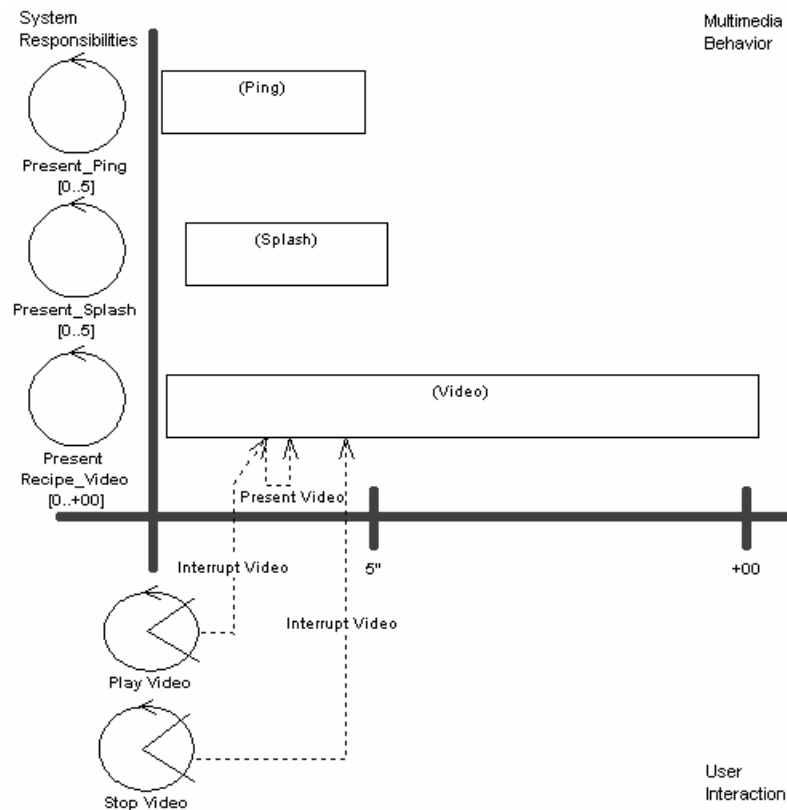 System
Responsibilities
Multimedia
Behavior
(Ping)
Present_Ping
[0..5]
(Splash)
Present_Splash
[0..5]
(Video)
Present
Recipe_Video
[0..+00]
Present Video
Interrupt Video
5"
+00
Interrupt Video
Play Video
Stop Video
User
Interaction